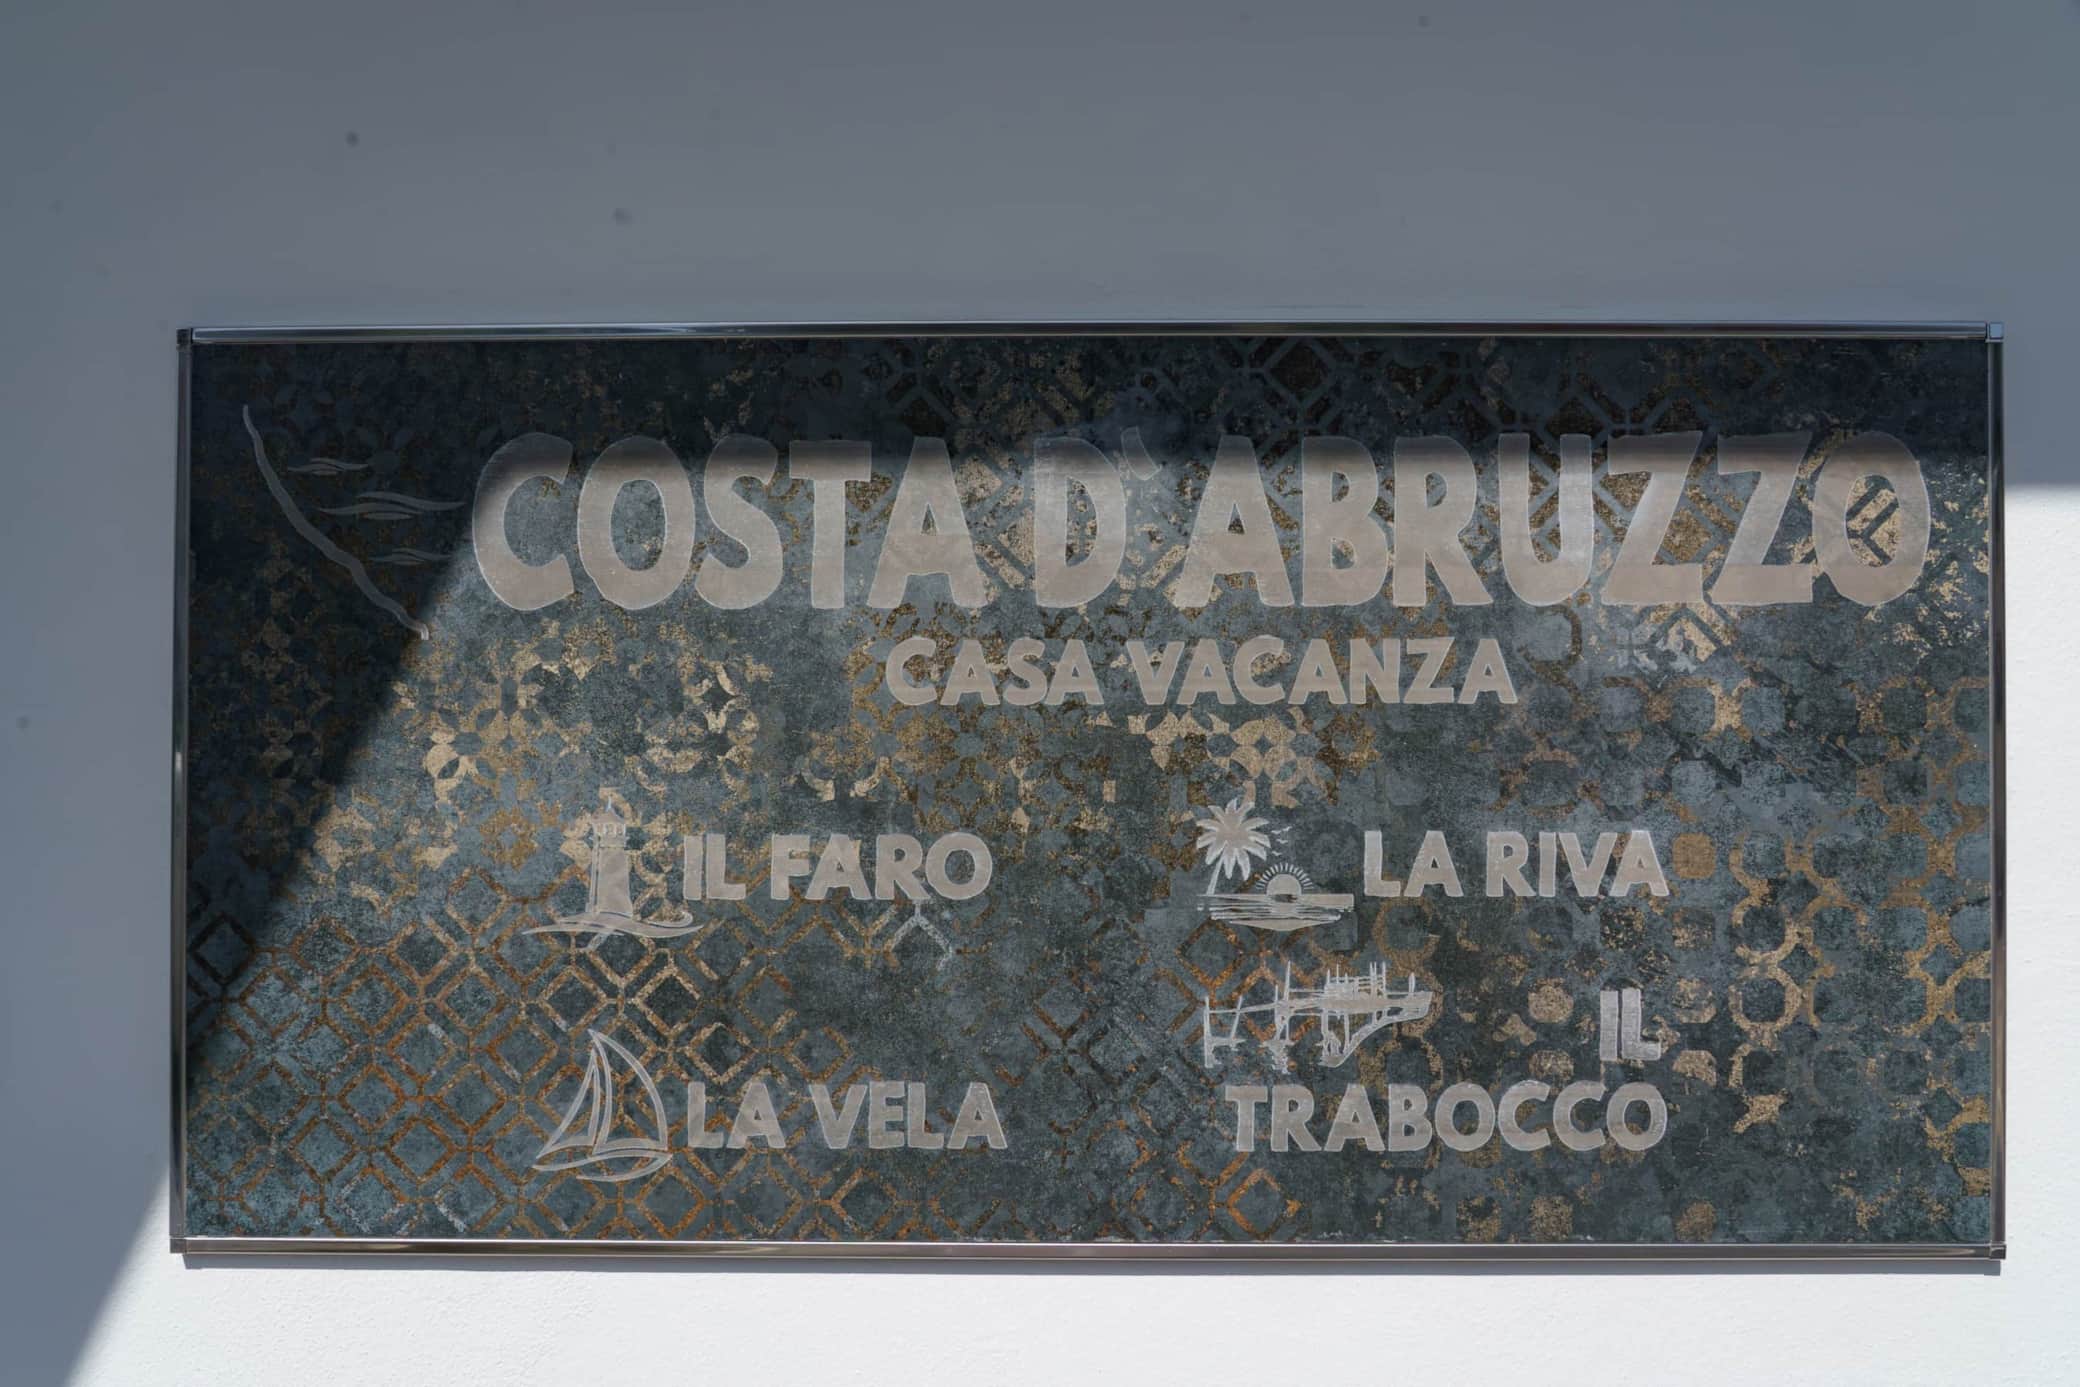 COSTA D'ABRUZZO
CASA VACANZA
IL FARO
LA RIVA
LA VELA
IL
TRABOCCO